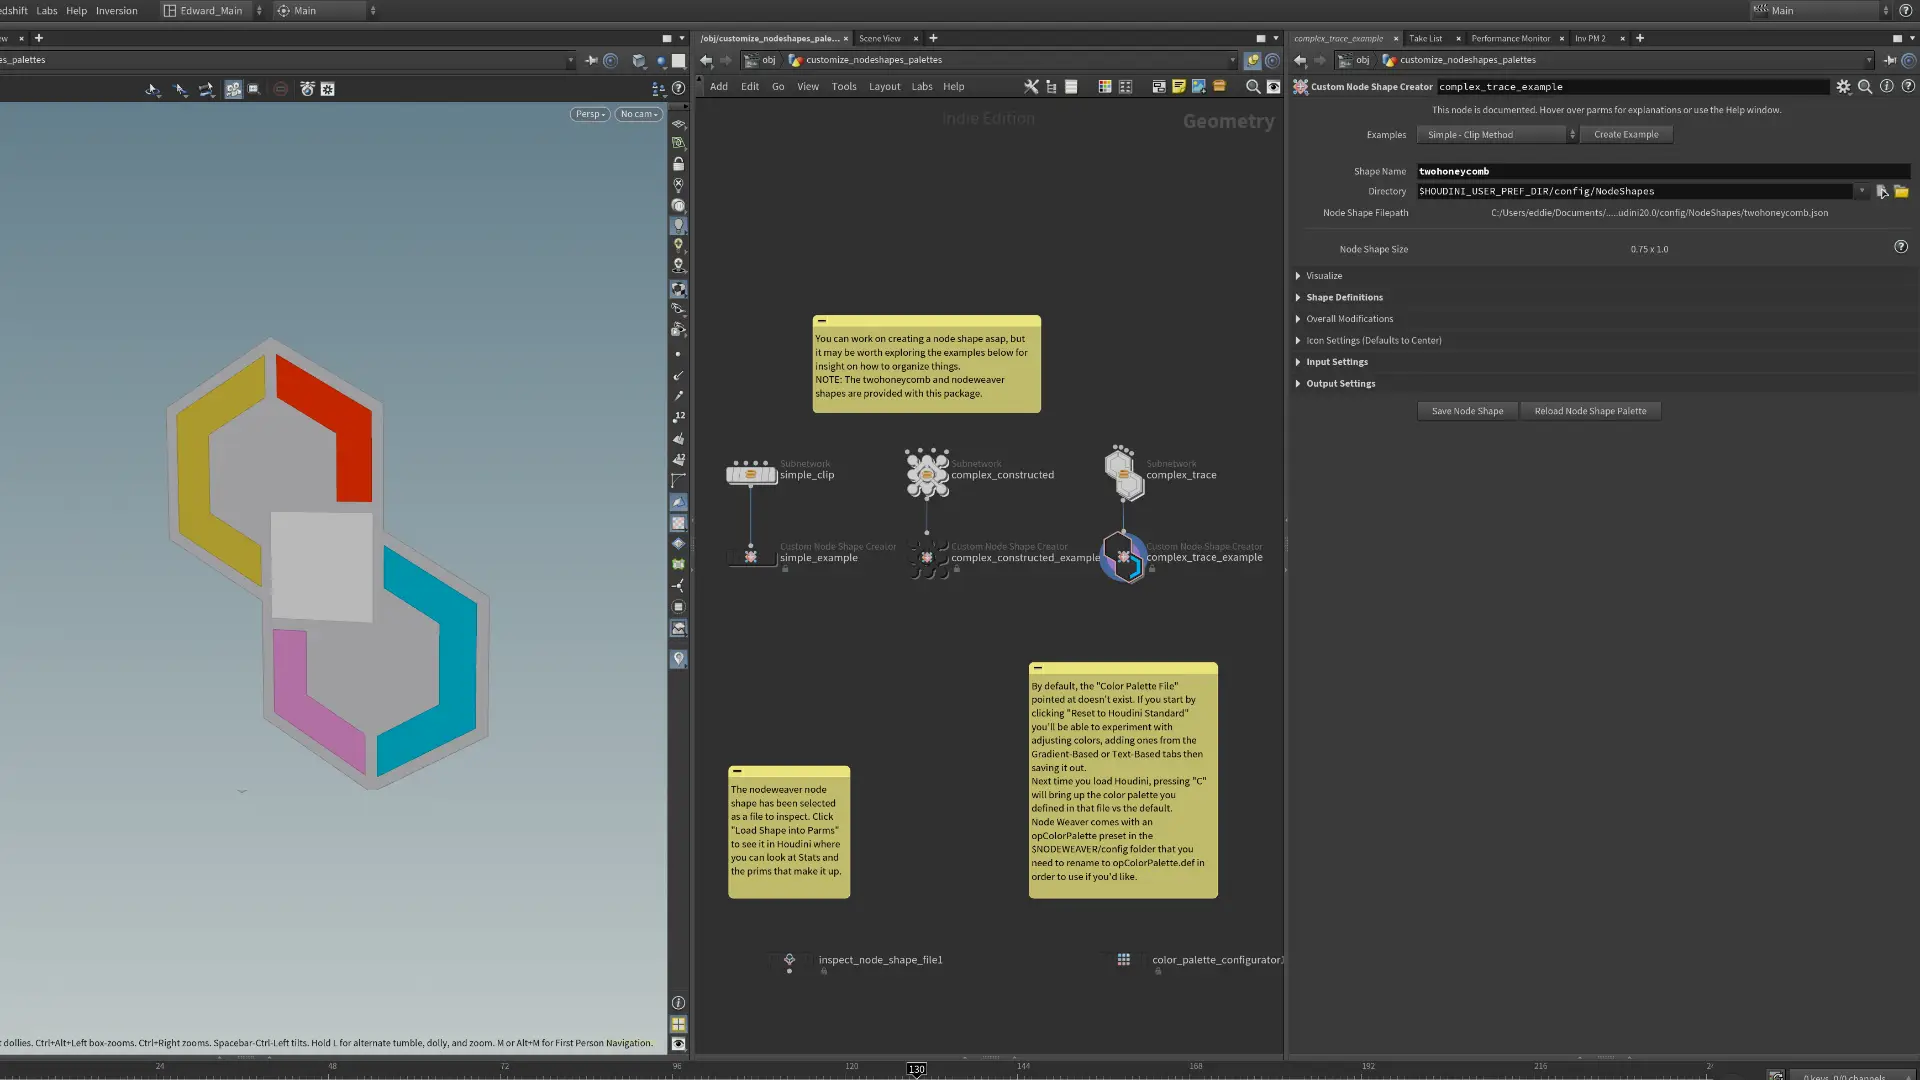 edshift Labs Help Inversion Edward_Main Main Main
ew × + /obj/customize_nodeshapes_pale... × Scene View × + complex_trace_example × Take List × Performance Monitor × Inv PM 2 × +
s_palettes obj customize_nodeshapes_palettes obj customize_nodeshapes_palettes
Add Edit Go View Tools Layout Labs Help
Custom Node Shape Creator complex_trace_example
Persp No cam
Indie Edition Geometry
This node is documented. Hover over parms for explanations or use the Help window.
Examples Simple - Clip Method Create Example
Shape Name twohoneycomb
Directory $HOUDINI_USER_PREF_DIR/config/NodeShapes
Node Shape Filepath C:/Users/eddie/Documents/.....udini20.0/config/NodeShapes/twohoneycomb.json
Node Shape Size 0.75 x 1.0
Visualize
Shape Definitions
Overall Modifications
Icon Settings (Defaults to Center)
Input Settings
Output Settings
Save Node Shape Reload Node Shape Palette
You can work on creating a node shape asap, but
it may be worth exploring the examples below for
insight on how to organize things.
NOTE: The twohoneycomb and nodeweaver
shapes are provided with this package.
Subnetwork
simple_clip
Subnetwork
complex_constructed
Subnetwork
complex_trace
Custom Node Shape Creator
simple_example
Custom Node Shape Creator
complex_constructed_example
Custom Node Shape Creator
complex_trace_example
By default, the "Color Palette File"
pointed at doesn't exist. If you start by
clicking "Reset to Houdini Standard"
you'll be able to experiment with
adjusting colors, adding ones from the
Gradient-Based or Text-Based tabs then
saving it out.
Next time you load Houdini, pressing "C"
will bring up the color palette you
defined in that file vs the default.
Node Weaver comes with an
opColorPalette preset in the
$NODEWEAVER/config folder that you
need to rename to opColorPalette.def in
order to use if you'd like.
The nodeweaver node
shape has been selected
as a file to inspect. Click
"Load Shape into Parms"
to see it in Houdini where
you can look at Stats and
the prims that make it up.
inspect_node_shape_file1
color_palette_configurator1
12
12
t dollies. Ctrl+Alt+Left box-zooms. Ctrl+Right zooms. Spacebar-Ctrl-Left tilts. Hold L for alternate tumble, dolly, and zoom. M or Alt+M for First Person Navigation.
24 48 72 96 120 130 144 168 192 216
0 keys, 0/0 channels